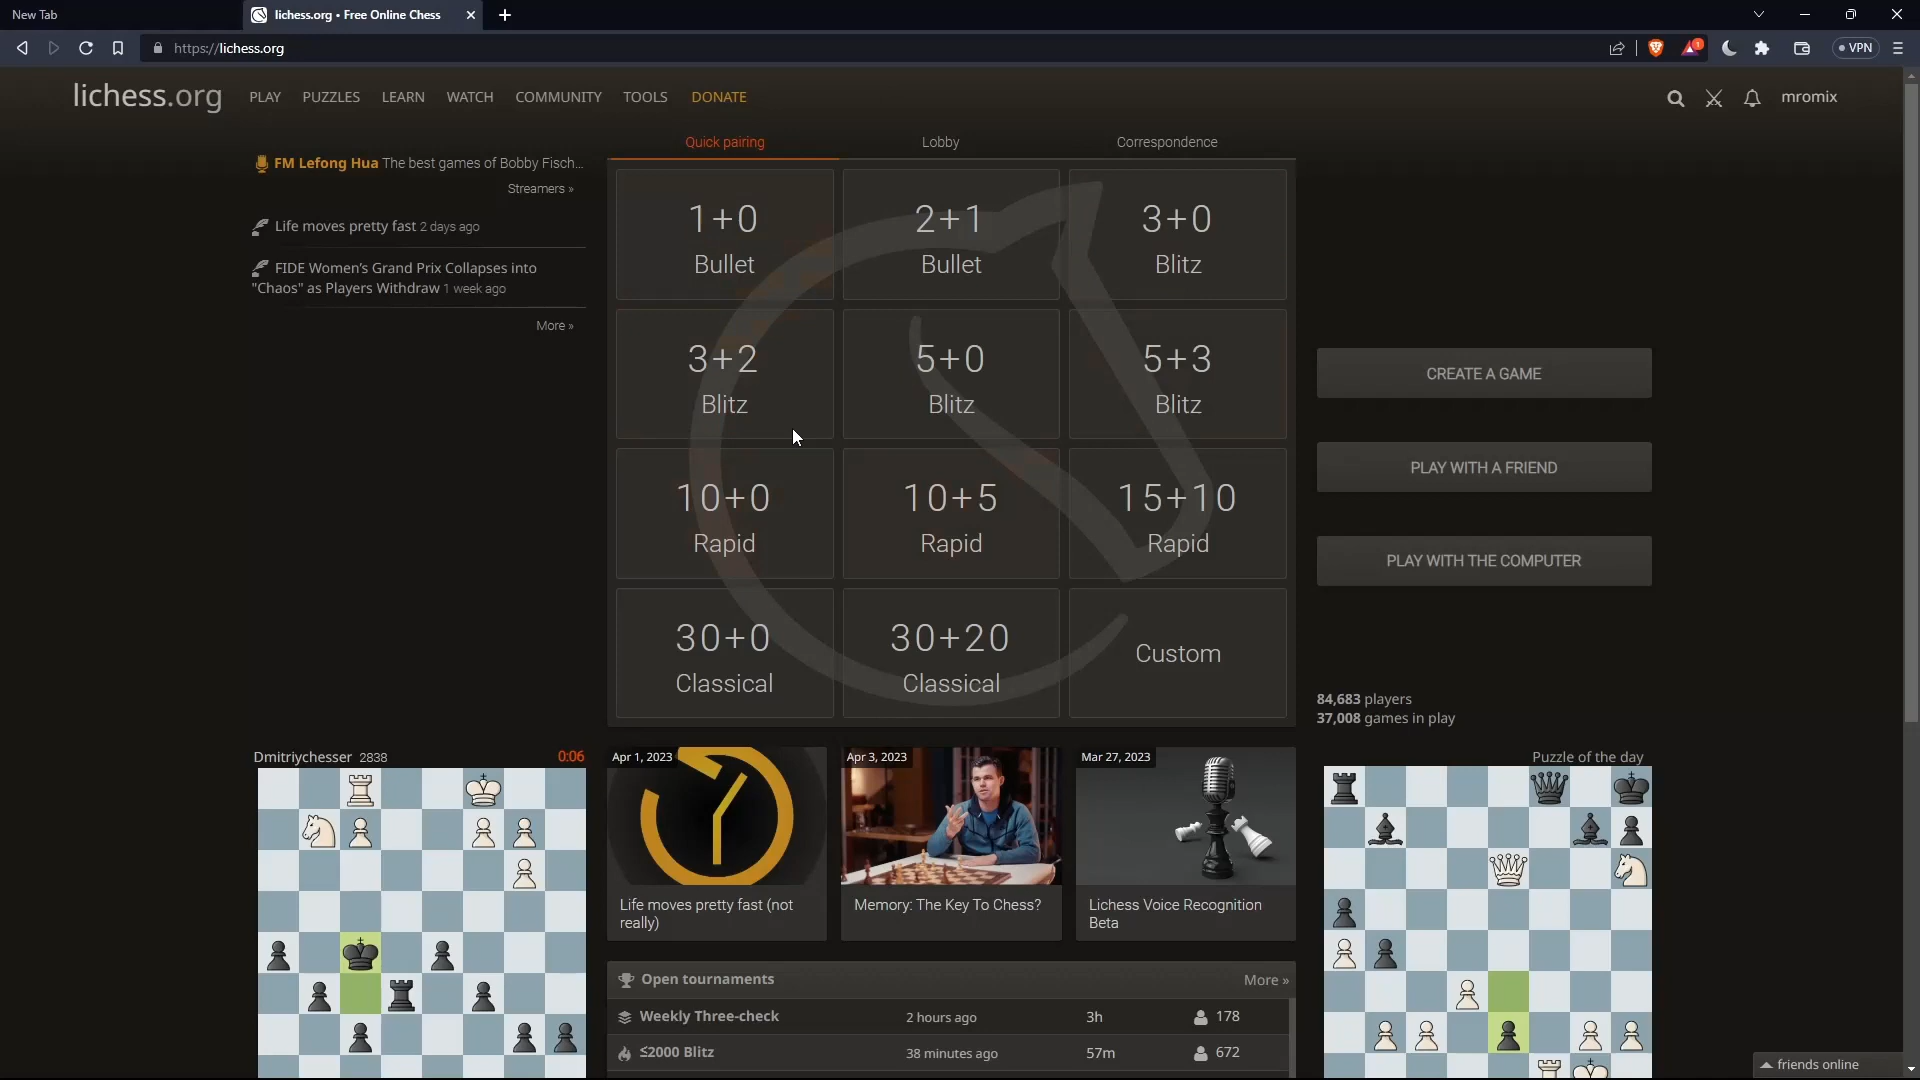 New Tab
lichess.org • Free Online Chess
https://lichess.org
1
VPN
lichess.org
PLAY
PUZZLES
LEARN
WATCH
COMMUNITY
TOOLS
DONATE
mromix
Quick pairing
Lobby
Correspondence
FM Lefong Hua The best games of Bobby Fisch...
Streamers »
Life moves pretty fast 2 days ago
FIDE Women's Grand Prix Collapses into
"Chaos" as Players Withdraw 1 week ago
More »
1+0
Bullet
2+1
Bullet
3+0
Blitz
3+2
Blitz
5+0
Blitz
5+3
Blitz
10+0
Rapid
10+5
Rapid
15+10
Rapid
30+0
Classical
30+20
Classical
Custom
CREATE A GAME
PLAY WITH A FRIEND
PLAY WITH THE COMPUTER
84,683 players
37,008 games in play
Dmitriychesser 2838
0:06
Apr 1, 2023
Life moves pretty fast (not
really)
Apr 3, 2023
Memory: The Key To Chess?
Mar 27, 2023
Lichess Voice Recognition
Beta
Puzzle of the day
Open tournaments
More »
Weekly Three-check
2 hours ago
3h
178
≤2000 Blitz
38 minutes ago
57m
672
friends online